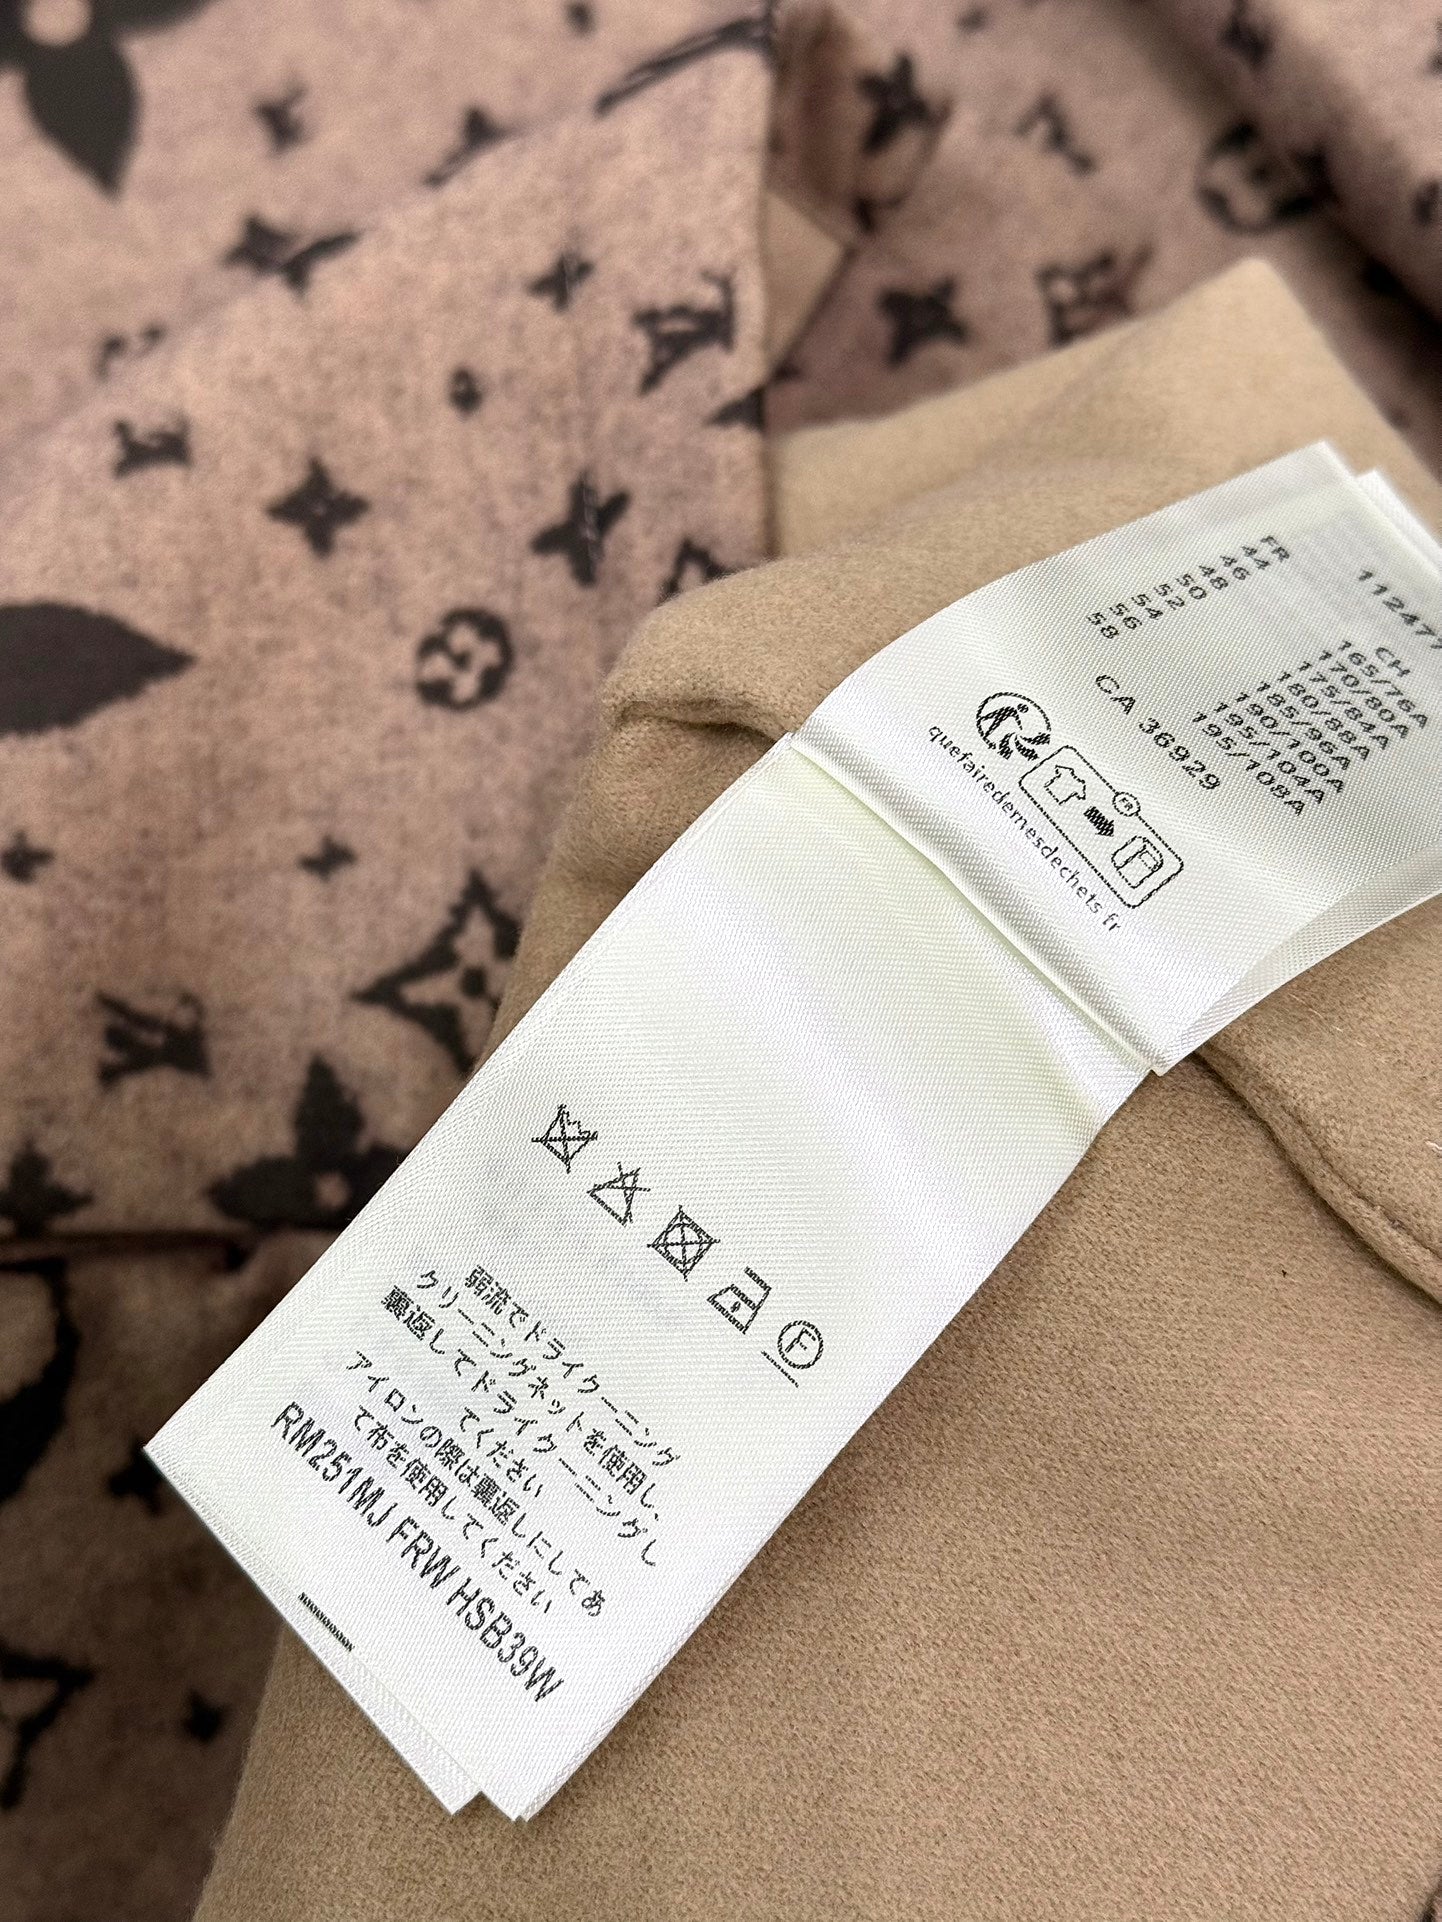 112477
FR
44
46
48
50
52
54
56
58
CH
165/76A
170/80A
175/84A
180/88A
185/96A
190/100A
195/104A
195/108A
CA 36929
FR
quefairedemesdechets.fr
F
弱流でドライクーニング
クリーニングネットを使用し、
裏返してドライクーニングし
てください
アイロンの際は裏返しにしてあ
て布を使用してください
RM251MJ FRW HSB39W